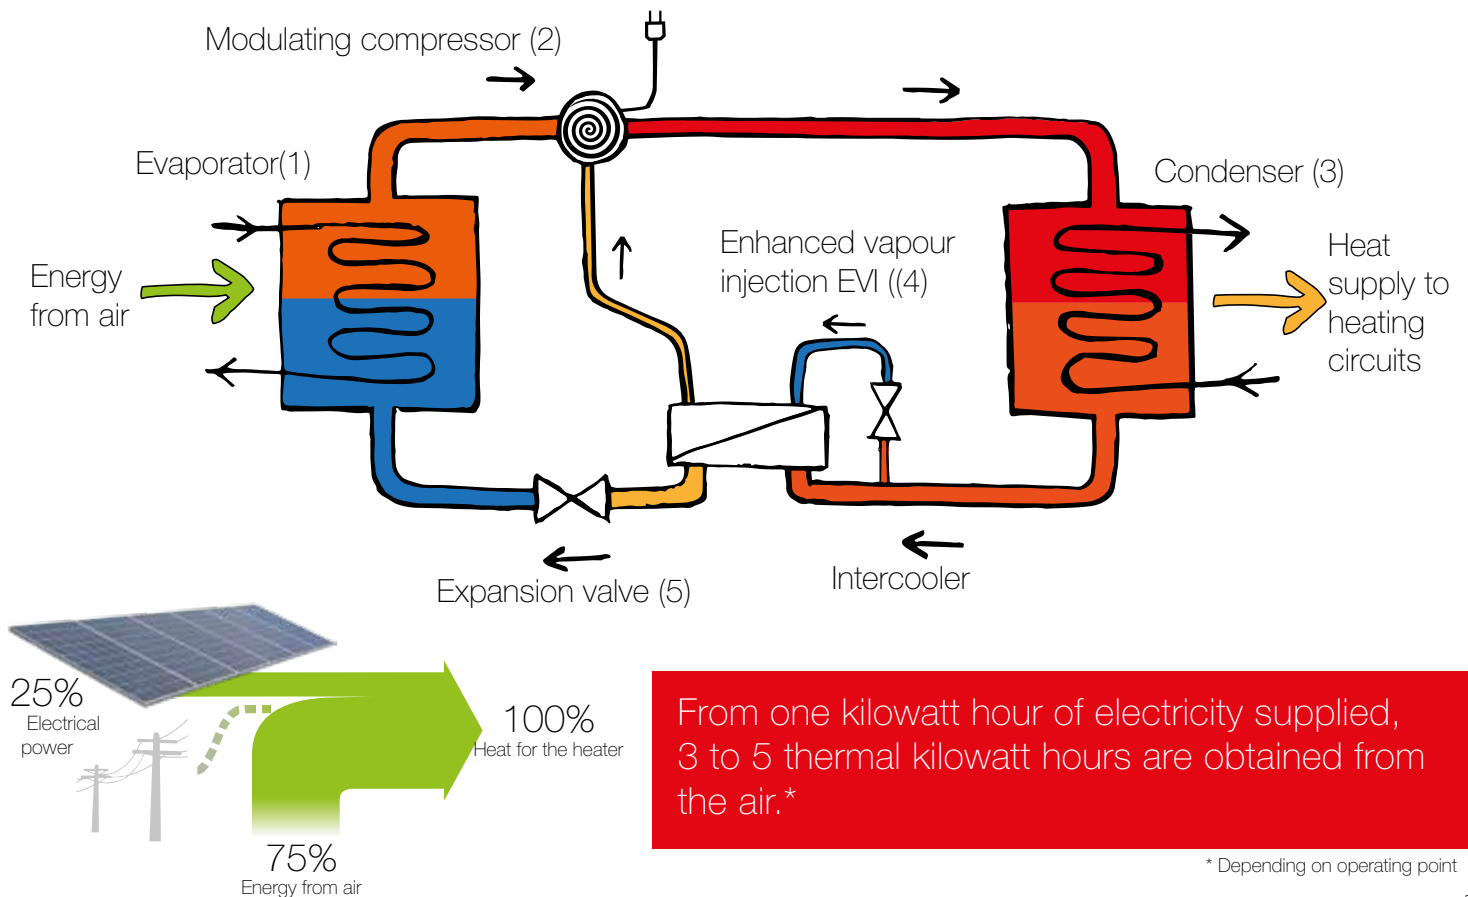 Modulating compressor (2)
Evaporator(1)
Condenser (3)
Enhanced vapour
injection EVI ((4)
Energy
from air
Heat
supply to
heating
circuits
Intercooler
Expansion valve (5)
25%
Electrical
power
100%
Heat for the heater
75%
Energy from air
From one kilowatt hour of electricity supplied,
3 to 5 thermal kilowatt hours are obtained from
the air.*
* Depending on operating point